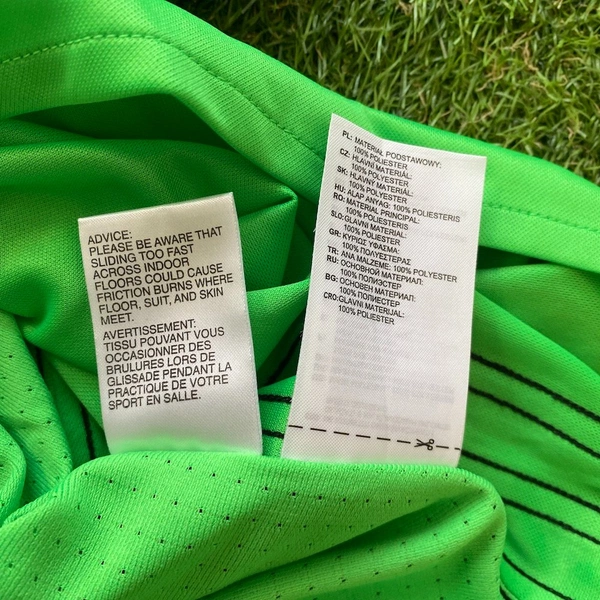 ADVICE:
PLEASE BE AWARE THAT
SLIDING TOO FAST
ACROSS INDOOR
FLOORS COULD CAUSE
FRICTION BURNS WHERE
FLOOR, SUIT, AND SKIN
MEET.
AVERTISSEMENT:
TISSU POUVANT VOUS
OCCASIONNER DES
BRULURES LORS DE
GLISSADE PENDANT LA
PRACTIQUE DE VOTRE
SPORT EN SALLE.
PL: MATERIAŁ PODSTAWOWY:
100% POLIESTER
CZ: HLAVNÍ MATERIÁL:
100% POLYESTER
SK: HLAVNÝ MATERIÁL:
100% POLYESTER
HU: ALAP ANYAG: 100% POLIESTERIS
RO: MATERIAL PRINCIPAL:
100% POLIESTERIS
SLO:GLAVNI MATERIAL:
100% POLIESTER
GR: ΚΥΡΙΩΣ ΥΦΑΣΜΑ:
100% ΠΟΛΥΕΣΤΕΡΑΣ
TR: ANA MALZEME: 100% POLYESTER
RU: ОСНОВНОЙ МАТЕРИАЛ:
100% ПОЛИЭСТЕР
BG: ОСНОВЕН МАТЕРИАЛ:
100% ПОЛИЕСТЕР
CRO:GLAVNI MATERIJAL:
100% POLIESTER